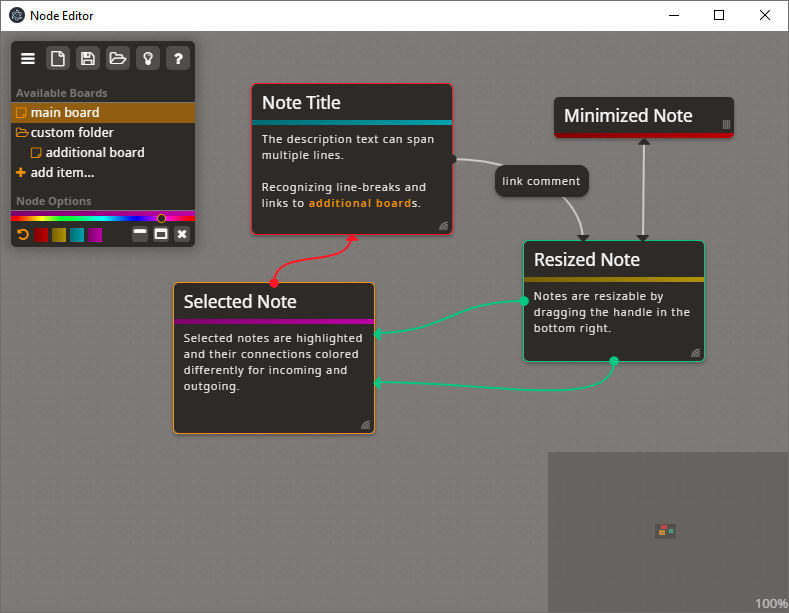 Node Editor
?
Available Boards
main board
custom folder
additional board
add item...
Node Options
Note Title
The description text can span
multiple lines.
Recognizing line-breaks and
links to additional boards.
Minimized Note
link comment
Resized Note
Notes are resizable by
dragging the handle in the
bottom right.
Selected Note
Selected notes are highlighted
and their connections colored
differently for incoming and
outgoing.
100%